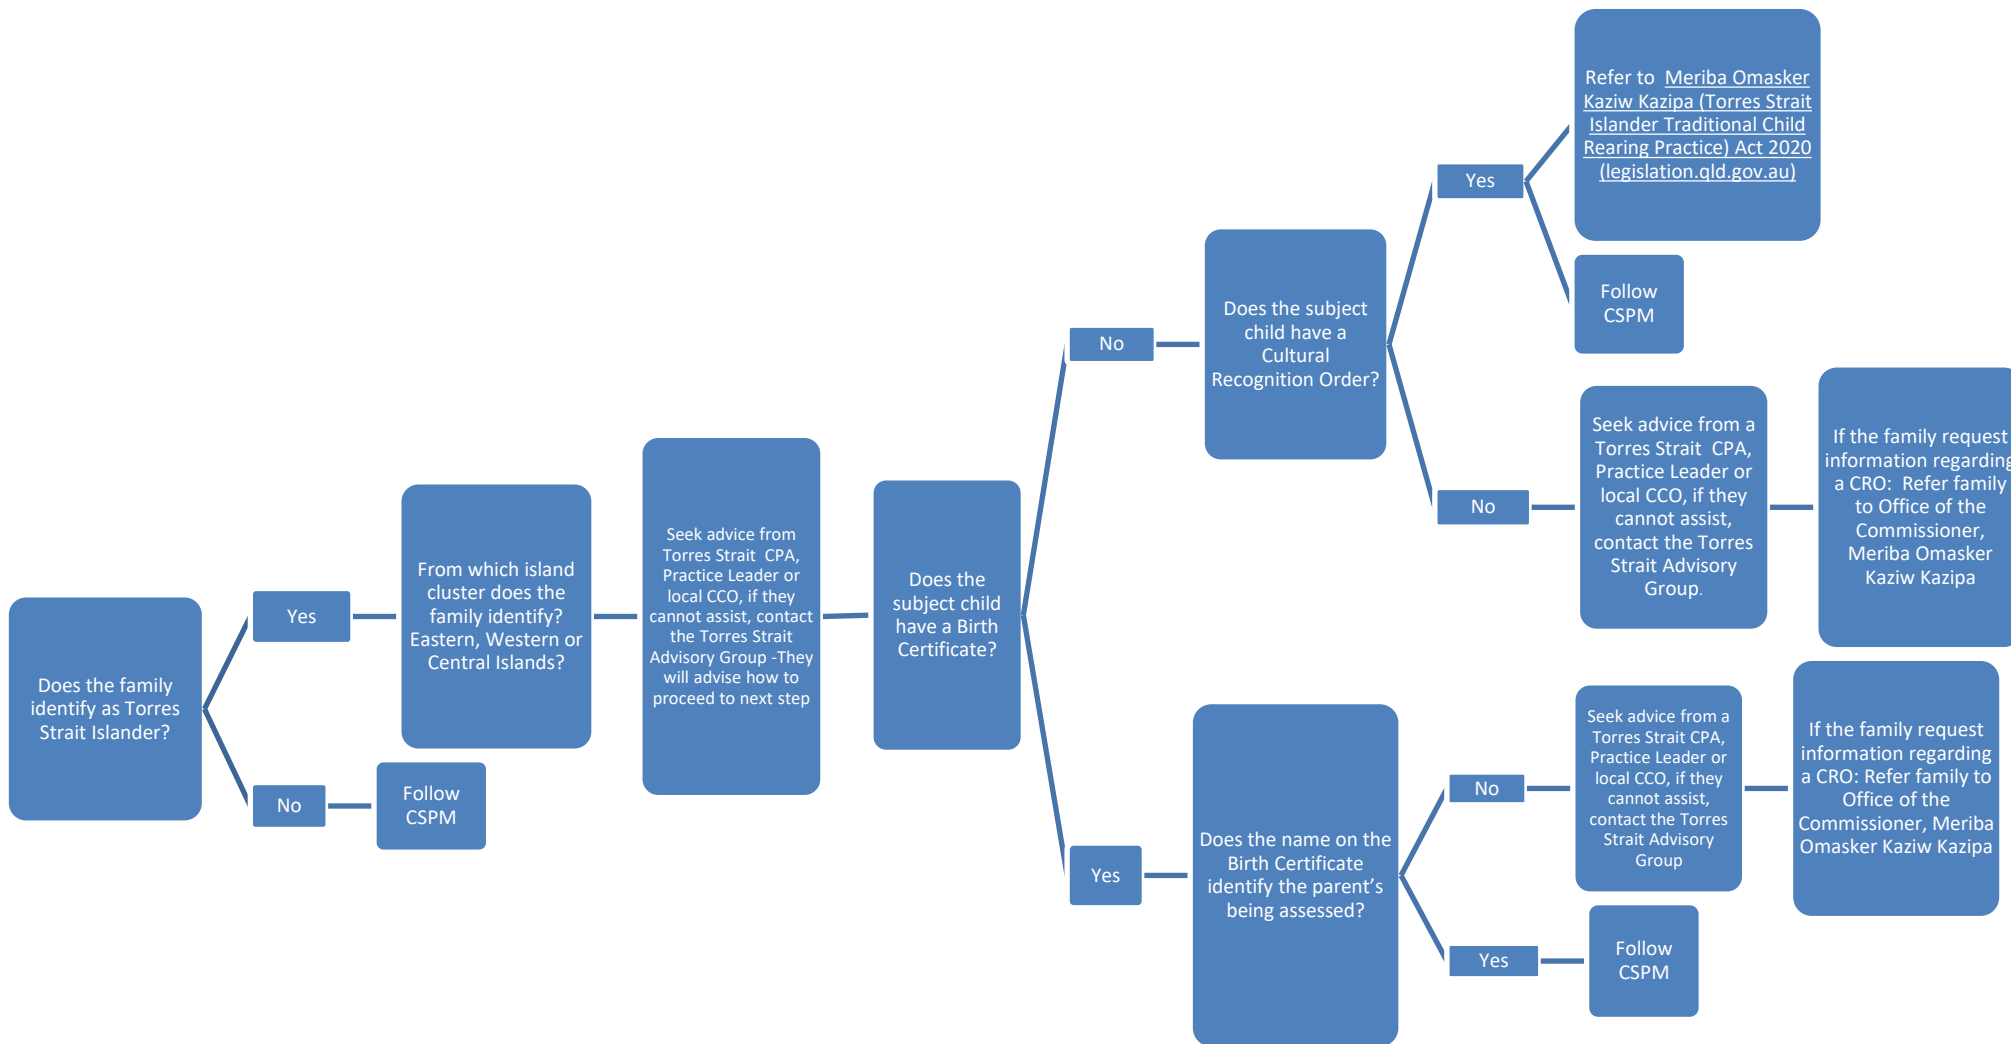 Does the family
identify as Torres
Strait Islander?
Yes
From which island
cluster does the
family identify?
Eastern, Western or
Central Islands?
Seek advice from
Torres Strait  CPA,
Practice Leader or
local CCO, if they
cannot assist, contact
the Torres Strait
Advisory Group -They
will advise how to
proceed to next step
Does the
subject child
have a Birth
Certificate?
No
Does the subject
child have a
Cultural
Recognition Order?
Yes
Refer to  Meriba Omasker
Kaziw Kazipa (Torres Strait
Islander Traditional Child
Rearing Practice) Act 2020
(legislation.qld.gov.au)
Follow
CSPM
No
Seek advice from a
Torres Strait  CPA,
Practice Leader or
local CCO, if they
cannot assist,
contact the Torres
Strait Advisory
Group.
If the family request
information regarding
a CRO:  Refer family
to Office of the
Commissioner,
Meriba Omasker
Kaziw Kazipa
Yes
Does the name on the
Birth Certificate
identify the parent’s
being assessed?
No
Seek advice from a
Torres Strait CPA,
Practice Leader or
local CCO, if they
cannot assist,
contact the Torres
Strait Advisory
Group
If the family request
information regarding
a CRO: Refer family to
Office of the
Commissioner, Meriba
Omasker Kaziw Kazipa
Yes
Follow
CSPM
No
Follow
CSPM